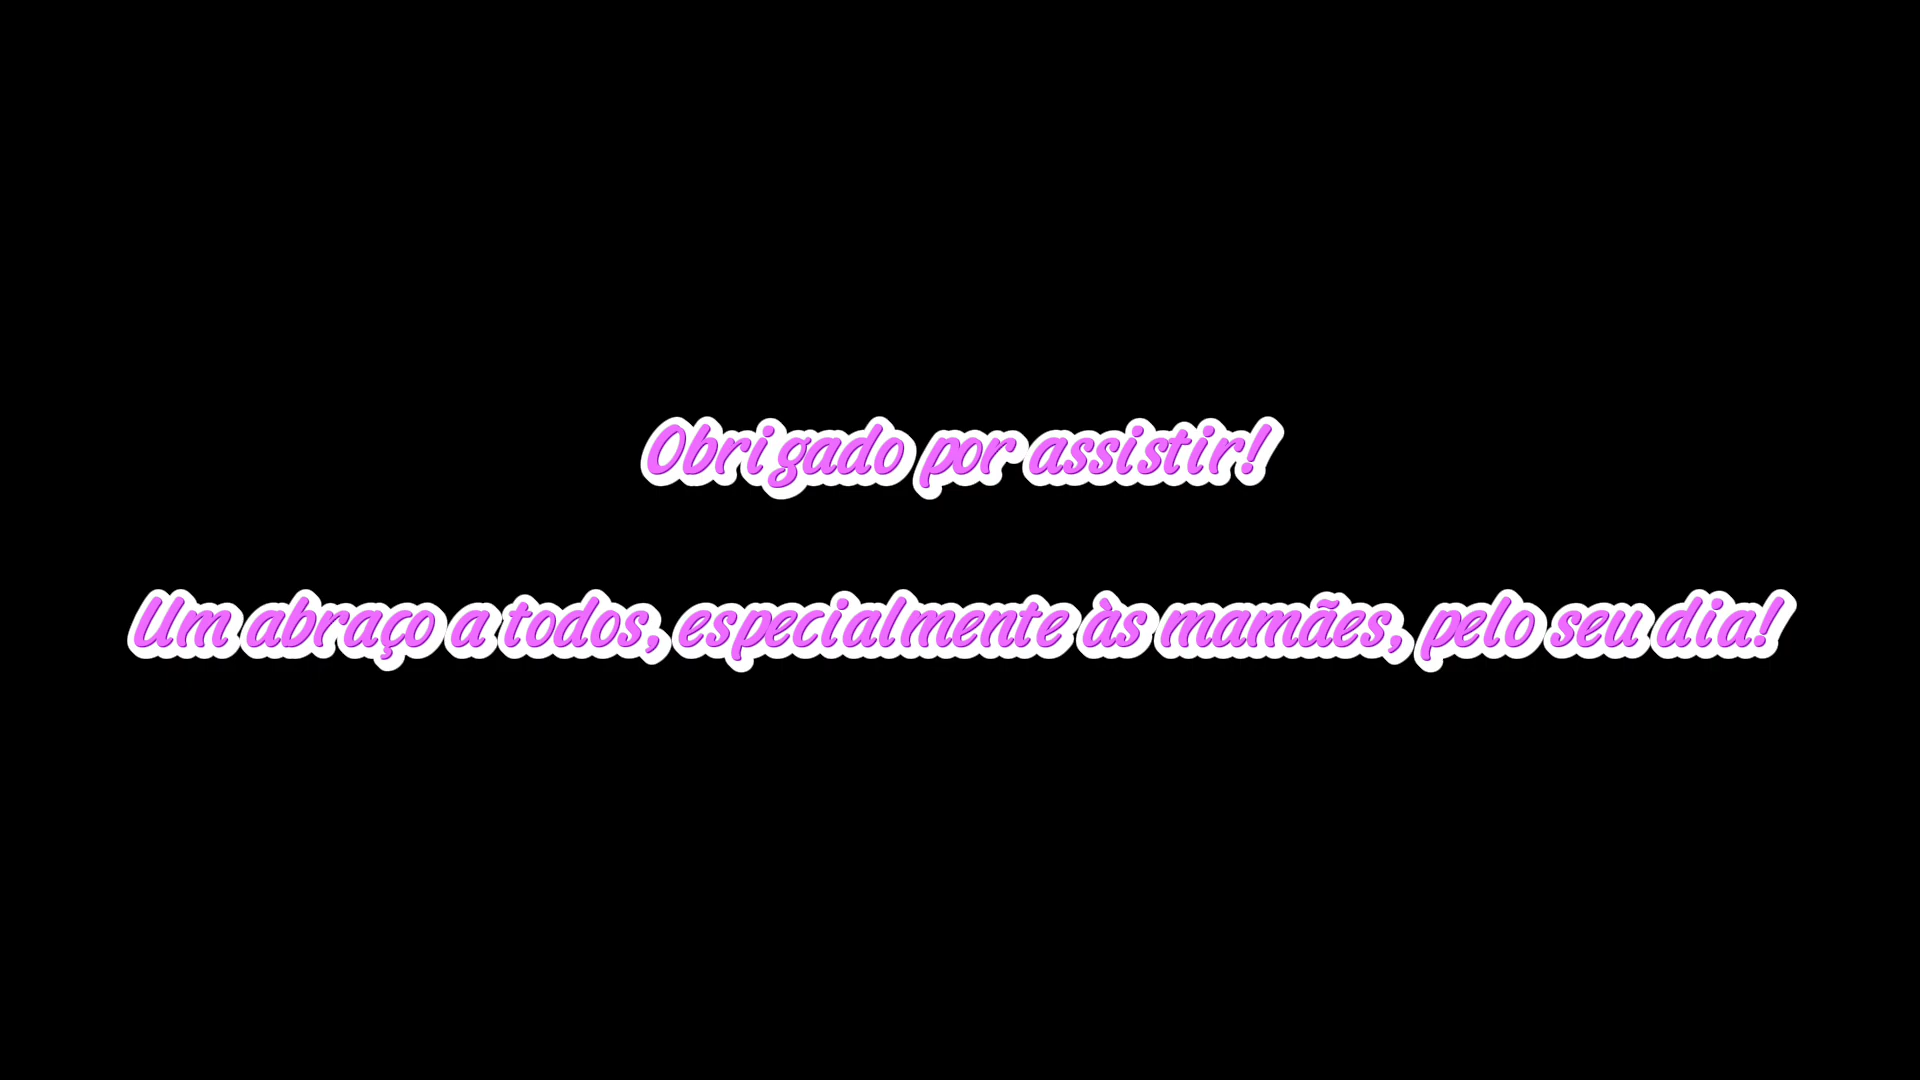 Obrigado por assistir!
Um abraço a todos, especialmente às mamães, pelo seu dia!